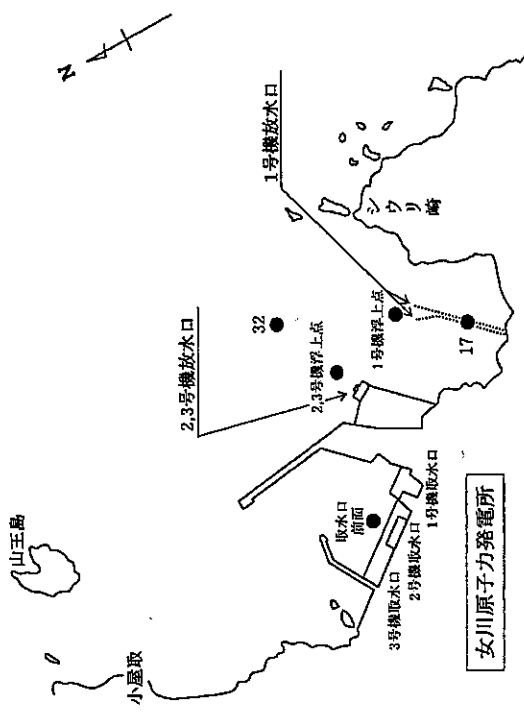 N
山王島
小屋取
2,3号機放水口
1号機放水口
32
2,3号機浮上点
1号機浮上点
17
シウリ崎
取水口
前面
1号機取水口
2号機取水口
3号機取水口
女川原子力発電所